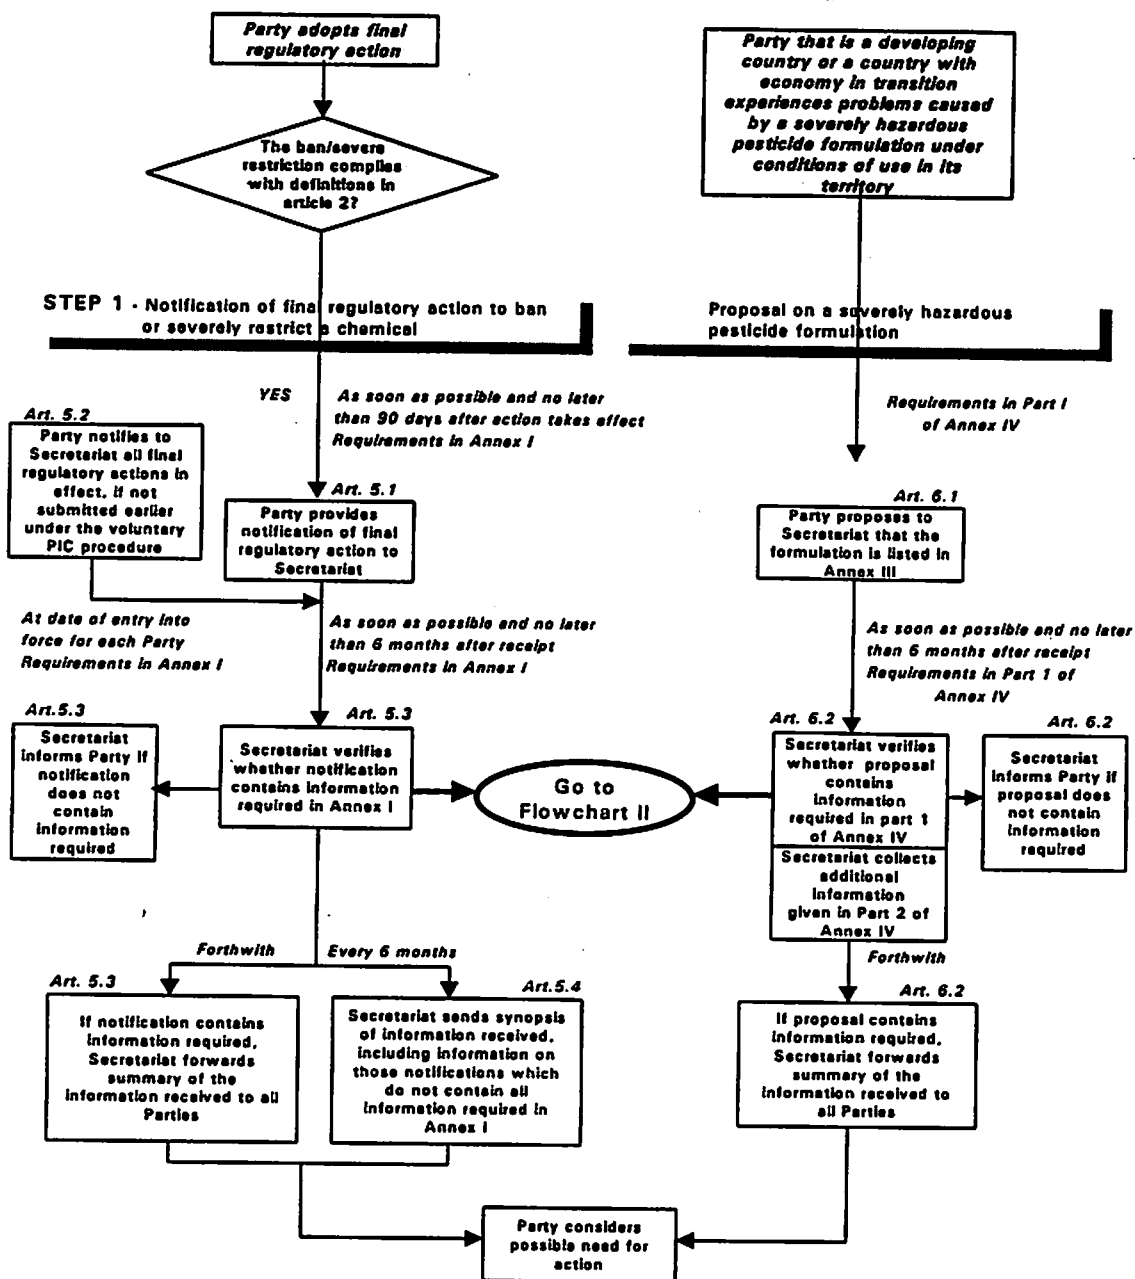 Party adopts final
regulatory action
Party that is a developing
country or a country with
economy in transition
experiences problems caused
by a severely hazardous
pesticide formulation under
conditions of use in its
territory
The ban/severe
restriction complies
with definitions in
article 2?
STEP 1 - Notification of final regulatory action to ban
or severely restrict a chemical
Proposal on a severely hazardous
pesticide formulation
YES
As soon as possible and no later
than 90 days after action takes effect
Requirements in Annex I
Requirements in Part I
of Annex IV
Art. 5.2
Party notifies to
Secretariat all final
regulatory actions in
effect, if not
submitted earlier
under the voluntary
PIC procedure
Art. 5.1
Party provides
notification of final
regulatory action to
Secretariat
Art. 6.1
Party proposes to
Secretariat that the
formulation is listed in
Annex III
At date of entry into
force for each Party
Requirements in Annex I
As soon as possible and no later
than 6 months after receipt
Requirements in Annex I
As soon as possible and no later
than 6 months after receipt
Requirements in Part 1 of
Annex IV
Art.5.3
Secretariat
informs Party if
notification
does not
contain
information
required
Art. 5.3
Secretariat verifies
whether notification
contains information
required in Annex I
Go to
Flowchart II
Art. 6.2
Secretariat verifies
whether proposal
contains
information
required in part 1
of Annex IV
Secretariat collects
additional
information
given in Part 2 of
Annex IV
Art. 6.2
Secretariat
informs Party if
proposal does
not contain
information
required
Forthwith
Every 6 months
Forthwith
Art. 5.3
If notification contains
information required,
Secretariat forwards
summary of the
information received to all
Parties
Art.5.4
Secretariat sends synopsis
of information received,
including information on
those notifications which
do not contain all
information required in
Annex I
Art. 6.2
If proposal contains
information required,
Secretariat forwards
summary of the
information received to
all Parties
Party considers
possible need for
action